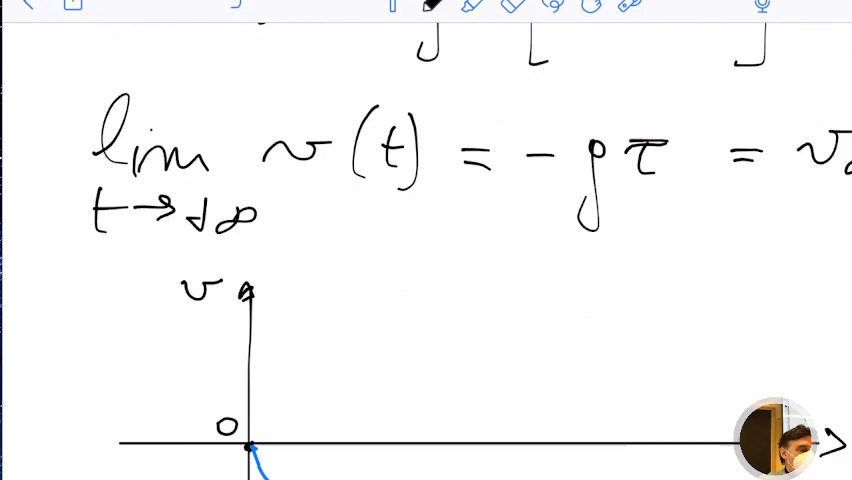 lim v(t) = - gτ = v
t → +∞
v
0